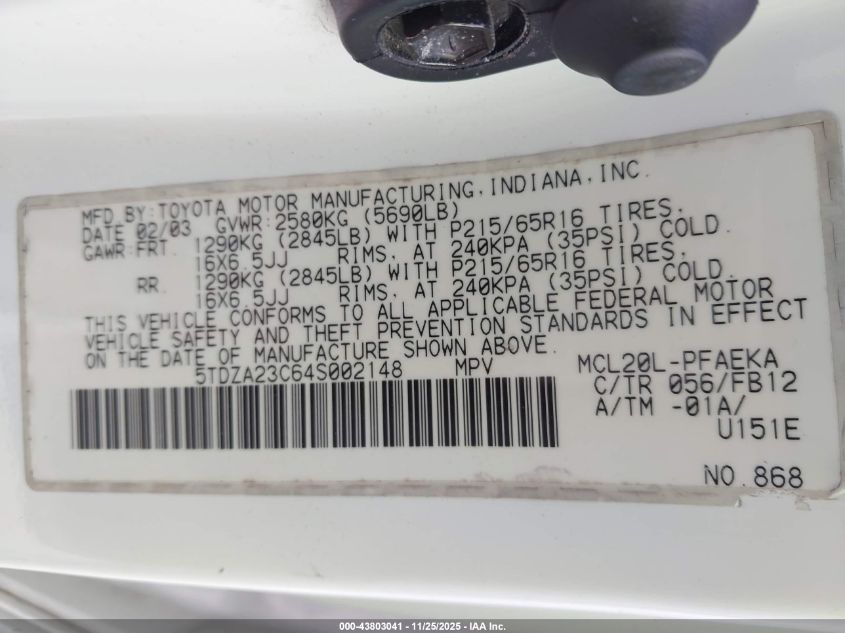 MFD BY:TOYOTA MOTOR MANUFACTURING, INDIANA, INC.
DATE 02/03 GVWR:2580KG (5690LB)
GAWR:FRT. 1290KG (2845LB) WITH P215/65R16 TIRES.
16X6.5JJ RIMS. AT 240KPA (35PSI) COLD.
RR. 1290KG (2845LB) WITH P215/65R16 TIRES.
16X6.5JJ RIMS. AT 240KPA (35PSI) COLD.
THIS VEHICLE CONFORMS TO ALL APPLICABLE FEDERAL MOTOR
VEHICLE SAFETY AND THEFT PREVENTION STANDARDS IN EFFECT
ON THE DATE OF MANUFACTURE SHOWN ABOVE.
5TDZA23C64S002148 MPV MCL20L-PFAEKA
C/TR 056/FB12
A/TM -01A/
U151E
NO.868
000-43803041 - 11/25/2025 - IAA Inc.